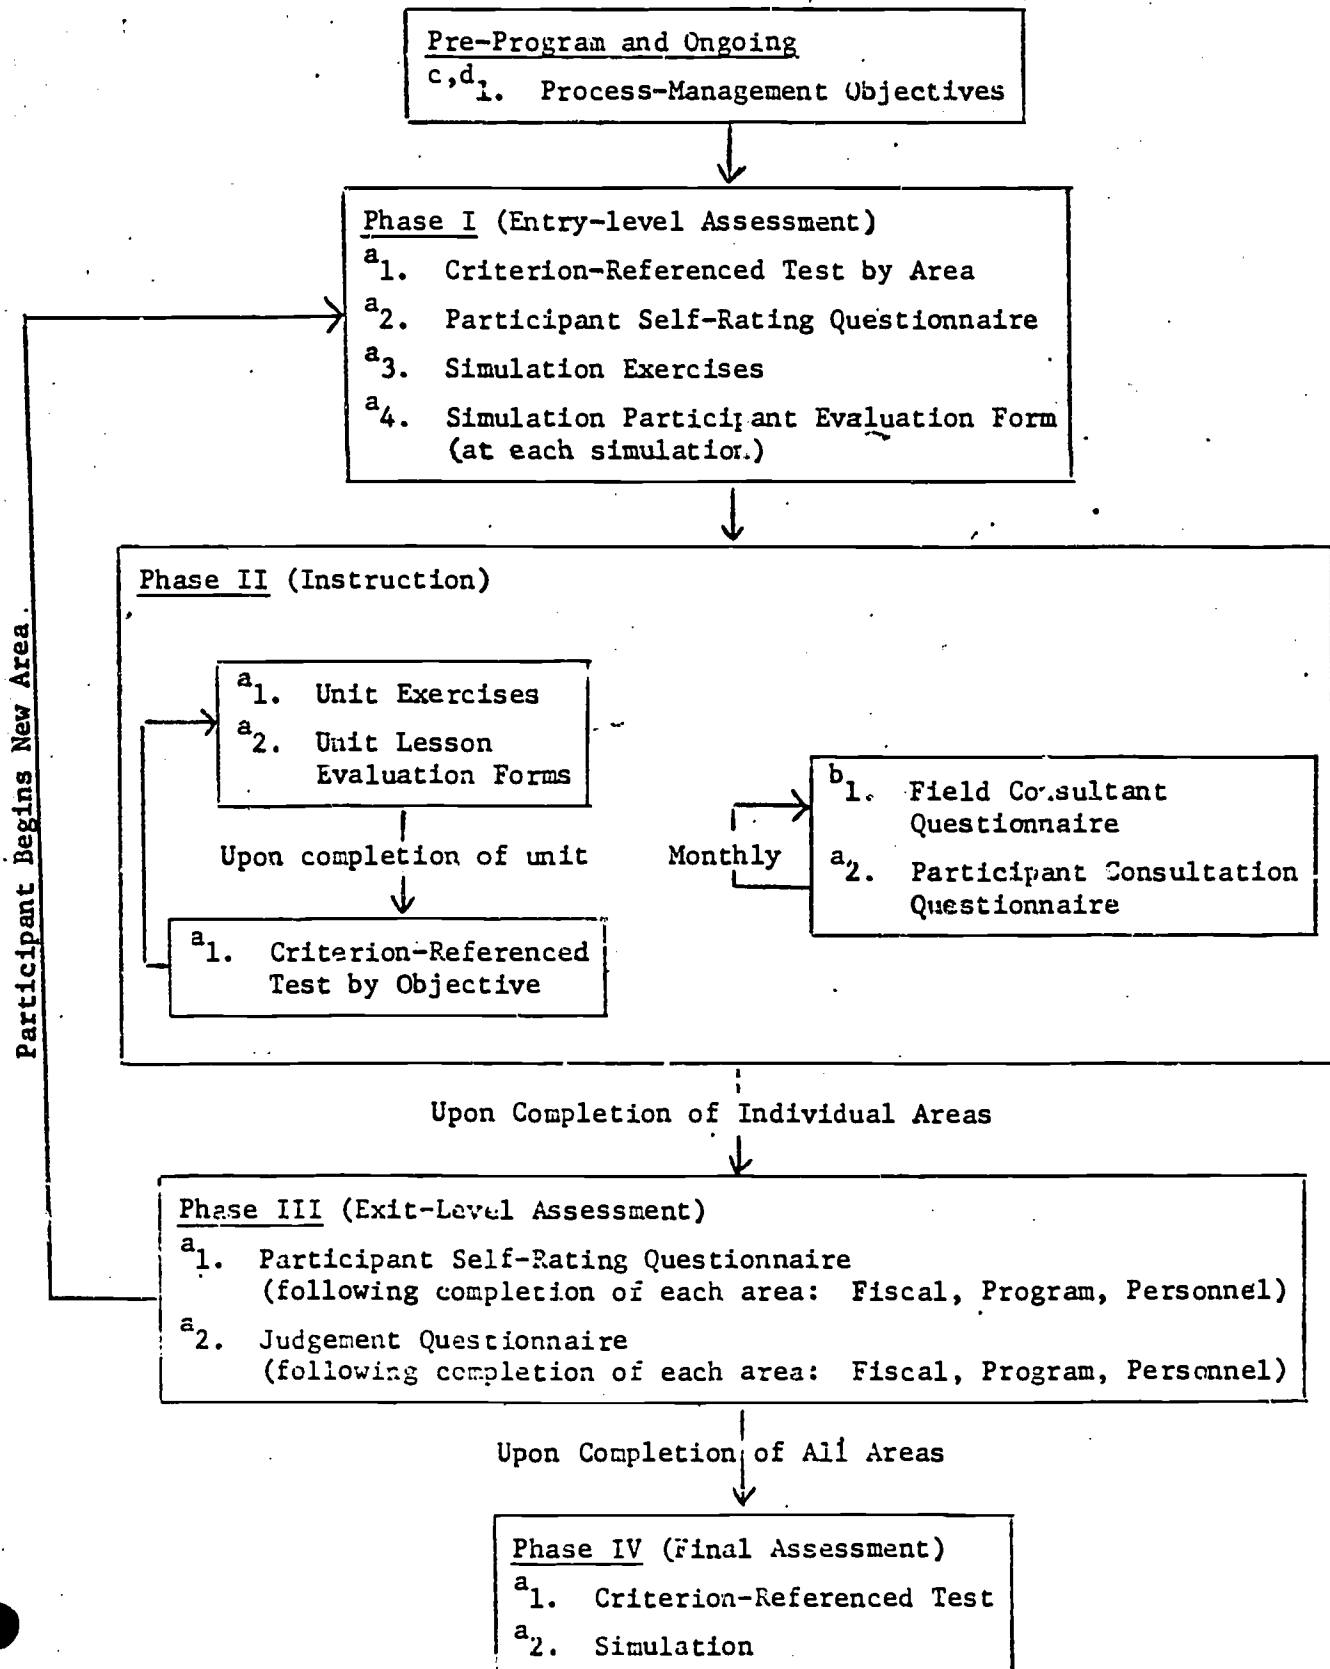 Pre-Program and Ongoing
c,d1. Process-Management Objectives
Phase I (Entry-level Assessment)
a1. Criterion-Referenced Test by Area
a2. Participant Self-Rating Questionnaire
a3. Simulation Exercises
a4. Simulation Participant Evaluation Form
(at each simulation)
Participant Begins New Area
Phase II (Instruction)
a1. Unit Exercises
a2. Unit Lesson
Evaluation Forms
Upon completion of unit
a1. Criterion-Referenced
Test by Objective
Monthly
b1. Field Consultant
Questionnaire
a2. Participant Consultation
Questionnaire
Upon Completion of Individual Areas
Phase III (Exit-Level Assessment)
a1. Participant Self-Rating Questionnaire
(following completion of each area: Fiscal, Program, Personnel)
a2. Judgement Questionnaire
(following completion of each area: Fiscal, Program, Personnel)
Upon Completion of All Areas
Phase IV (Final Assessment)
a1. Criterion-Referenced Test
a2. Simulation